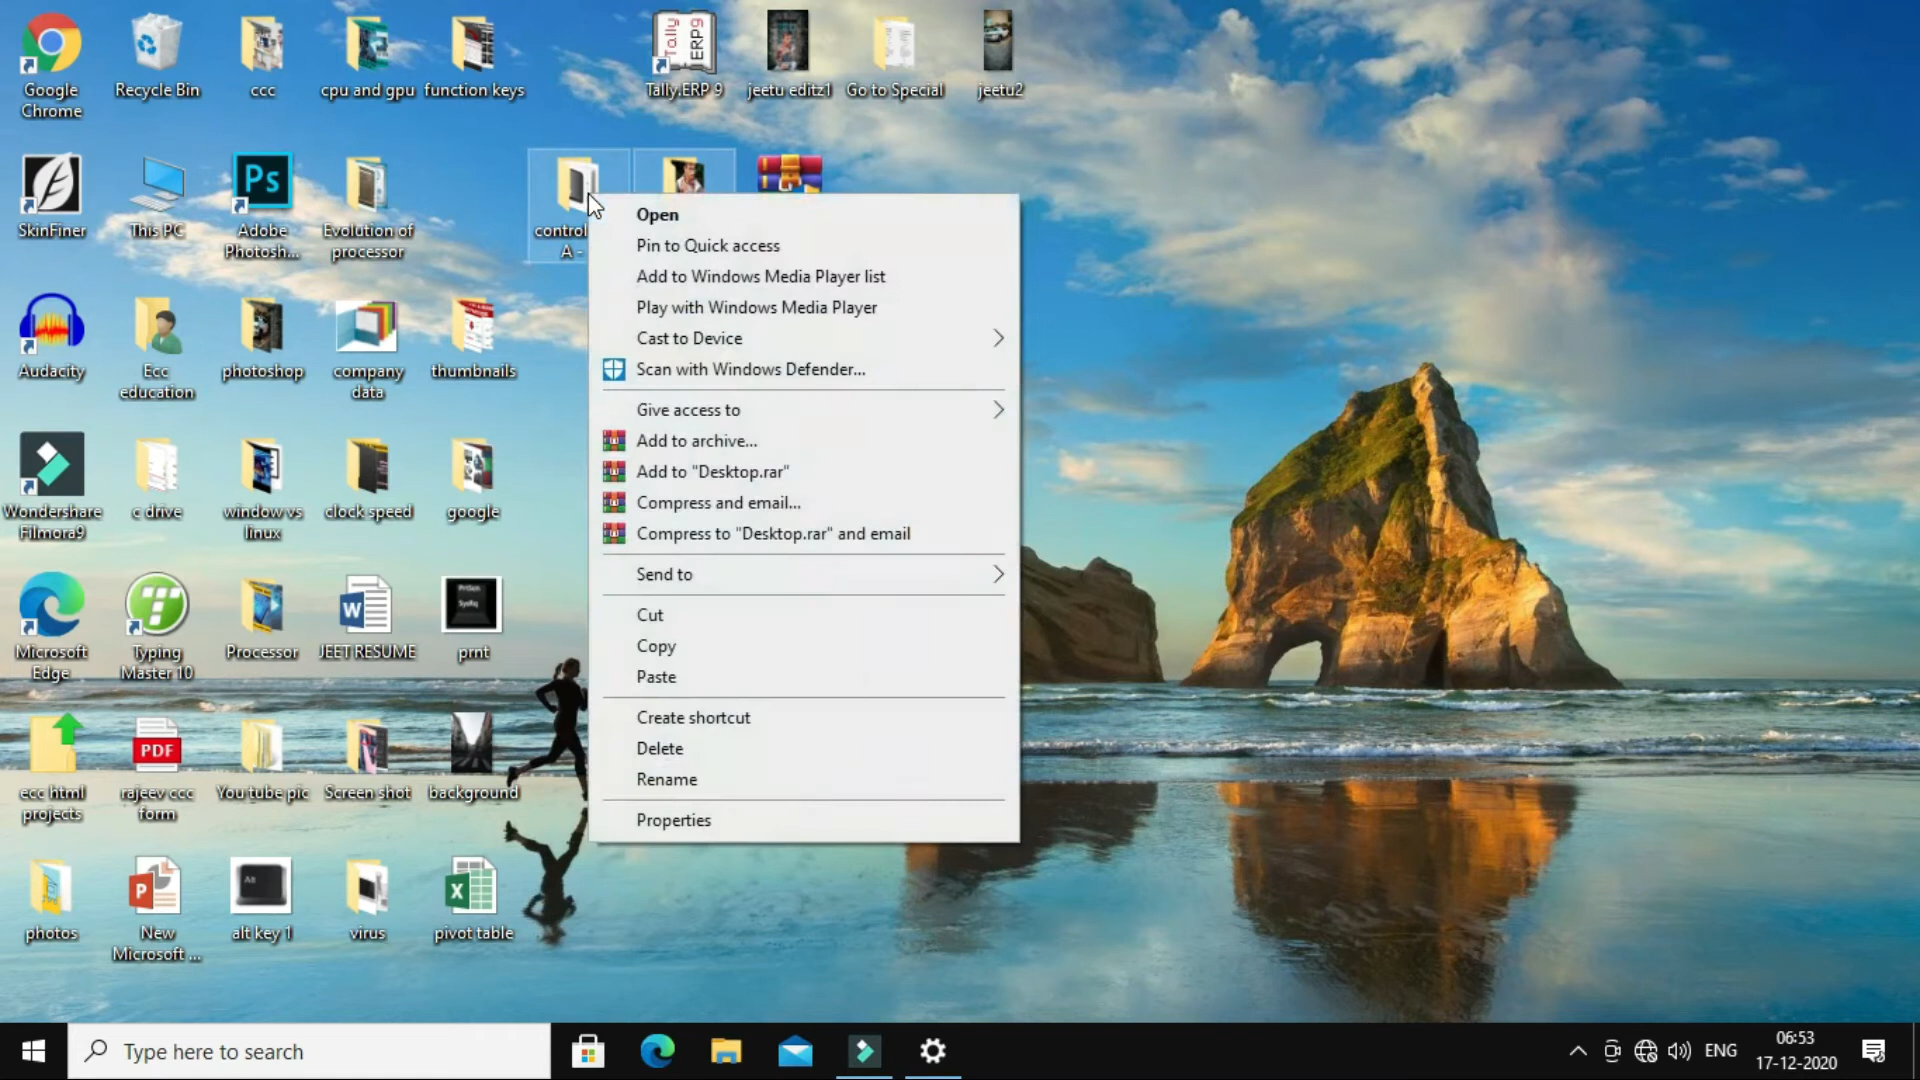 Google
Chrome
Recycle Bin
ccc
cpu and gpu
function keys
Tally
ERP9
Tally.ERP 9
jeetu editz1
Go to Special
jeetu2
SkinFiner
This PC
Ps
Adobe
Photosh...
Evolution of
processor
control
A -
Open
Pin to Quick access
Add to Windows Media Player list
Play with Windows Media Player
Cast to Device
Scan with Windows Defender...
Give access to
Add to archive...
Add to "Desktop.rar"
Compress and email...
Compress to "Desktop.rar" and email
Send to
Cut
Copy
Paste
Create shortcut
Delete
Rename
Properties
Audacity
Ecc
education
photoshop
company
data
thumbnails
Wondershare
Filmora9
c drive
window vs
linux
clock speed
google
Microsoft
Edge
Typing
Master 10
Processor
W
JEET RESUME
PrtScn
SysRq
prnt
ecc html
projects
PDF
rajeev ccc
form
You tube pic
Screen shot
background
photos
P
New
Microsoft ...
Alt
alt key 1
virus
X
pivot table
Type here to search
ENG
06:53
17-12-2020